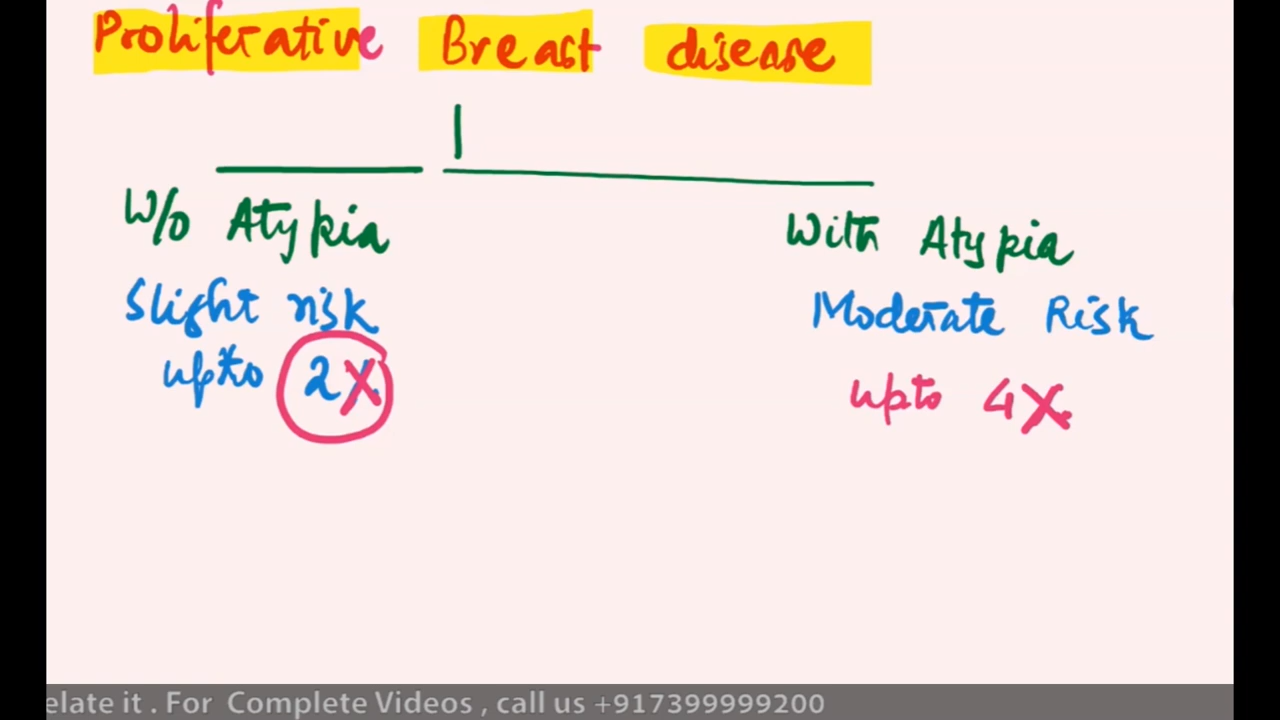 Proliferative Breast disease
W/o Atypia With Atypia
Slight risk Moderate Risk
upto 2X upto 4X
elate it . For Complete Videos , call us +917399999200